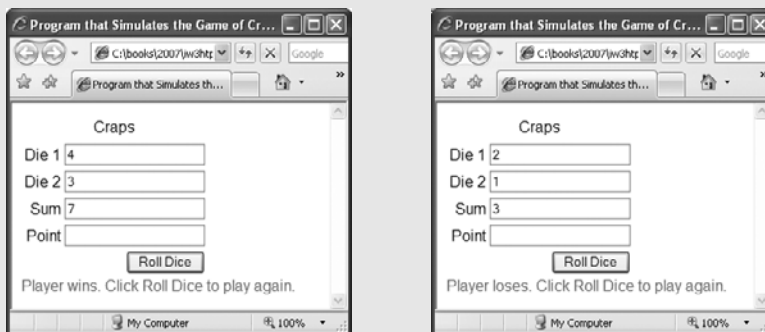 Program that Simulates the Game of Cr...
C:\books\2007\iw3htp
Google
Program that Simulates th...
»
Craps
Die 1 4
Die 2 3
Sum 7
Point
Roll Dice
Player wins. Click Roll Dice to play again.
My Computer
100%
Program that Simulates the Game of Cr...
C:\books\2007\iw3htp
Google
Program that Simulates th...
»
Craps
Die 1 2
Die 2 1
Sum 3
Point
Roll Dice
Player loses. Click Roll Dice to play again.
My Computer
100%